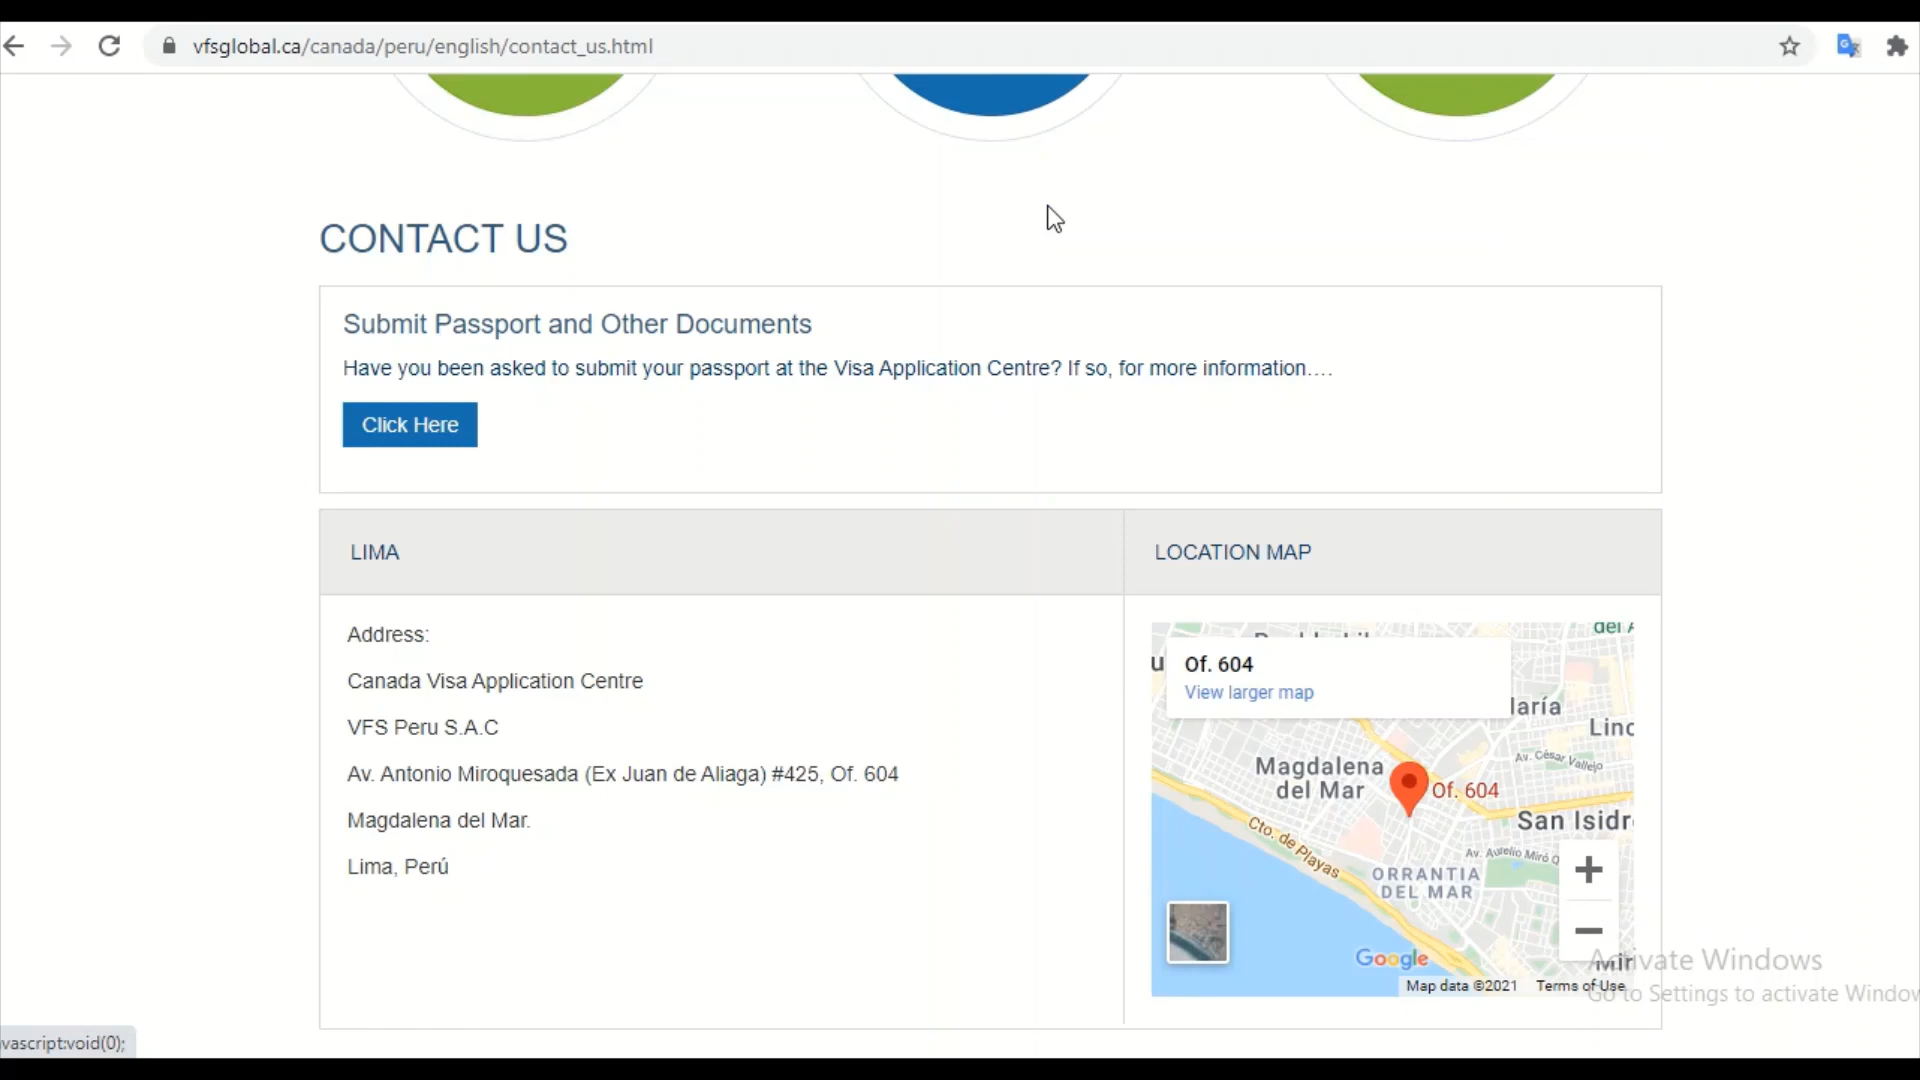 vfsglobal.ca/canada/peru/english/contact_us.html
CONTACT US
Submit Passport and Other Documents
Have you been asked to submit your passport at the Visa Application Centre? If so, for more information....
Click Here
LIMA
LOCATION MAP
Address:
Canada Visa Application Centre
VFS Peru S.A.C
Av. Antonio Miroquesada (Ex Juan de Aliaga) #425, Of. 604
Magdalena del Mar.
Lima, Perú
del
Of. 604
View larger map
Av. César Vallejo
Magdalena
del Mar
Of. 604
San Isidr
Cto. de Playas
Av. Aurelio Miró Q
ORRANTIA
DEL MAR
Google
Map data ©2021 Terms of Use
Activate Windows
Go to Settings to activate Window
vascript:void(0);